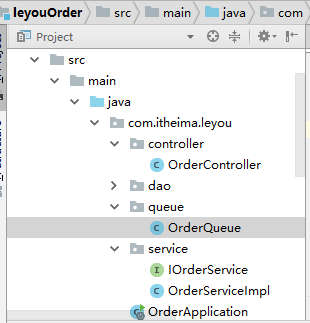 leyouOrder src main java com
Project
src
main
java
com.itheima.leyou
controller
OrderController
dao
queue
OrderQueue
service
IOrderService
OrderServiceImpl
OrderApplication